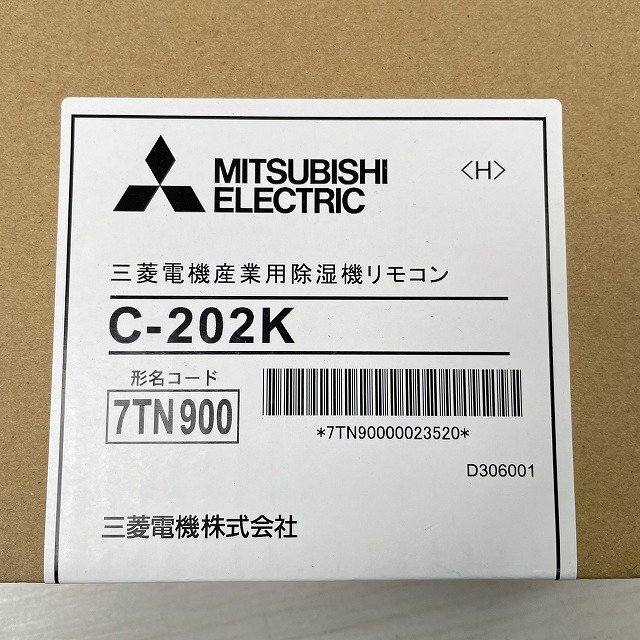 MITSUBISHI
ELECTRIC
〈H〉
三菱電機産業用除湿機リモコン
C-202K
形名コード
7TN900
*7TN90000023520*
D306001
三菱電機株式会社